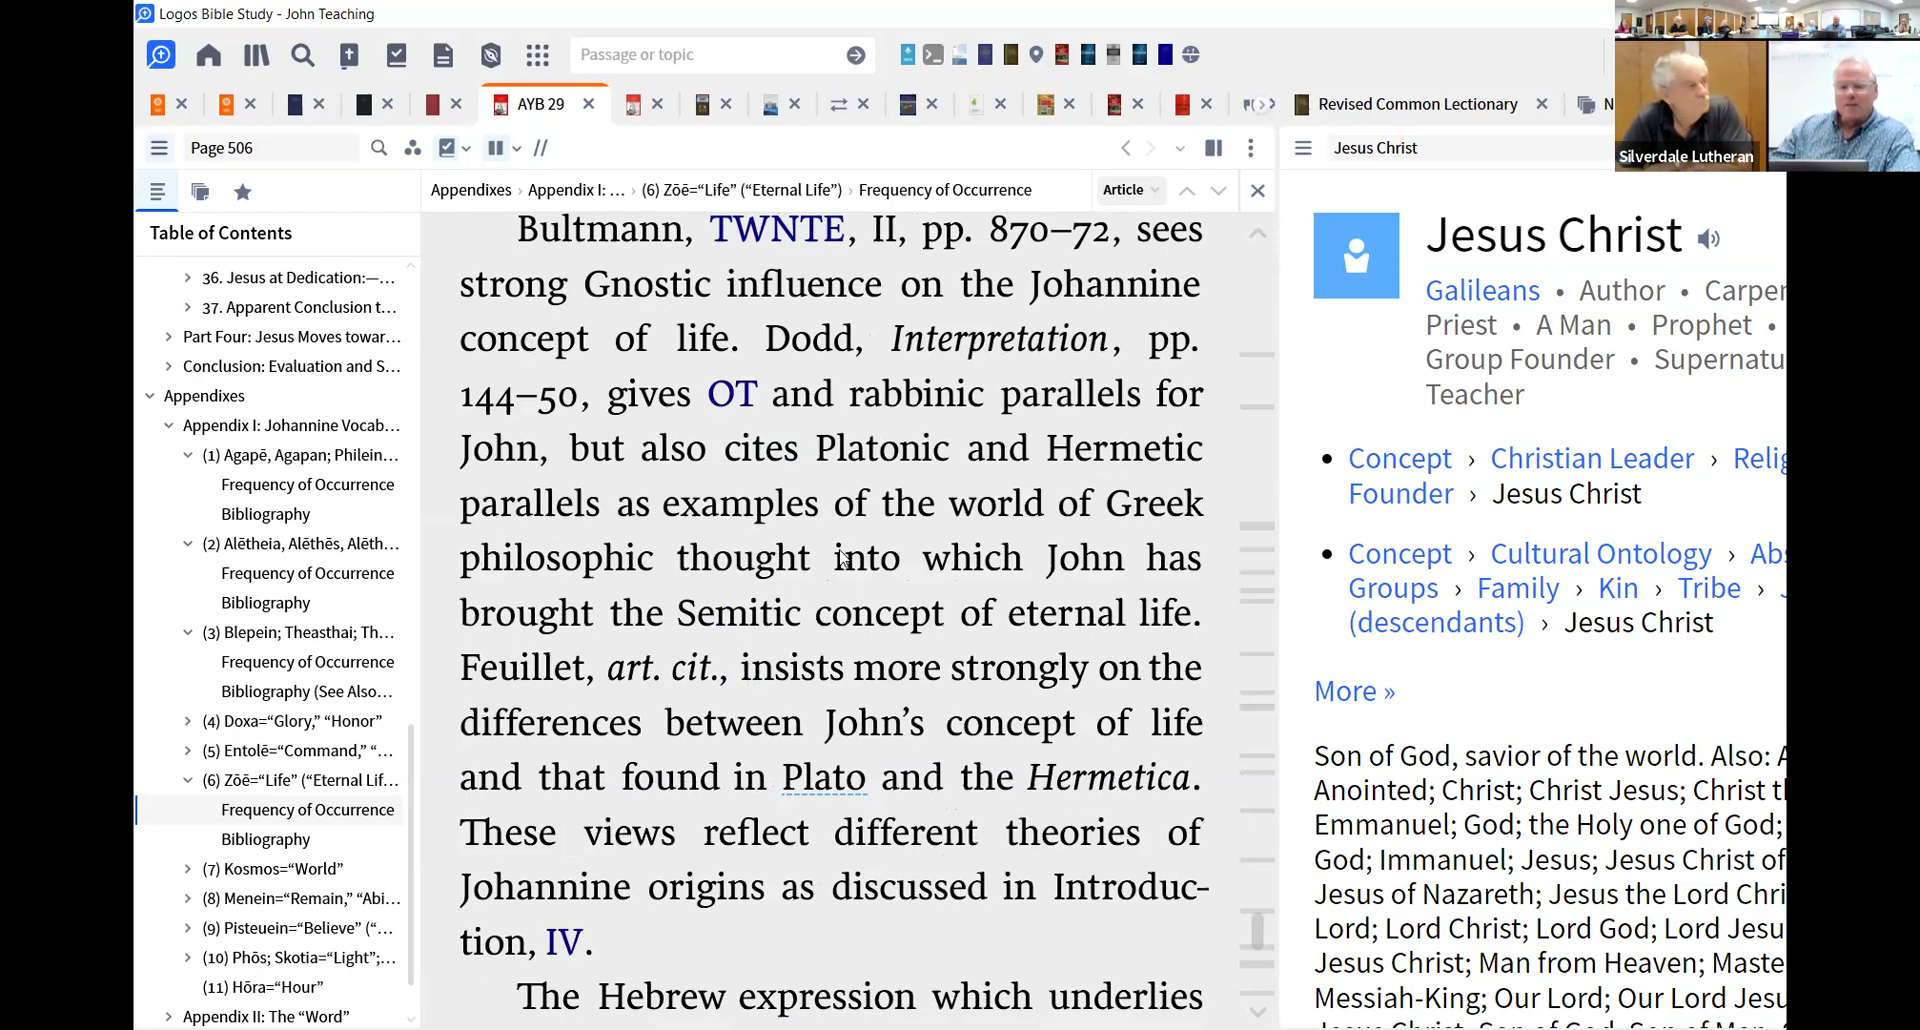 Logos Bible Study - John Teaching
Passage or topic
AYB 29
Revised Common Lectionary
N
Page 506
Jesus Christ
Silverdale Lutheran
Appendixes › Appendix I: ... › (6) Zōē=“Life” (“Eternal Life”) › Frequency of Occurrence
Article
Table of Contents
36. Jesus at Dedication:—...
37. Apparent Conclusion t...
Part Four: Jesus Moves towar...
Conclusion: Evaluation and S...
Appendixes
Appendix I: Johannine Vocab...
(1) Agapē, Agapan; Philein...
Frequency of Occurrence
Bibliography
(2) Alētheia, Alēthēs, Alēth...
Frequency of Occurrence
Bibliography
(3) Blepein; Theasthai; Th...
Frequency of Occurrence
Bibliography (See Also...
(4) Doxa=“Glory,” “Honor”
(5) Entolē=“Command,” “...
(6) Zōē=“Life” (“Eternal Lif...
Frequency of Occurrence
Bibliography
(7) Kosmos=“World”
(8) Menein=“Remain,” “Abi...
(9) Pisteuein=“Believe” (“...
(10) Phōs; Skotia=“Light”;...
(11) Hōra=“Hour”
Appendix II: The “Word”
Bultmann, TWNTE, II, pp. 870–72, sees
strong Gnostic influence on the Johannine
concept of life. Dodd, Interpretation, pp.
144–50, gives OT and rabbinic parallels for
John, but also cites Platonic and Hermetic
parallels as examples of the world of Greek
philosophic thought into which John has
brought the Semitic concept of eternal life.
Feuillet, art. cit., insists more strongly on the
differences between John’s concept of life
and that found in Plato and the Hermetica.
These views reflect different theories of
Johannine origins as discussed in Introduc-
tion, IV.
The Hebrew expression which underlies
Jesus Christ
Galileans • Author • Carper
Priest • A Man • Prophet •
Group Founder • Supernatu
Teacher
• Concept › Christian Leader › Relig
Founder › Jesus Christ
• Concept › Cultural Ontology › Abs
Groups › Family › Kin › Tribe ›
(descendants) › Jesus Christ
More »
Son of God, savior of the world. Also: A
Anointed; Christ; Christ Jesus; Christ th
Emmanuel; God; the Holy one of God;
God; Immanuel; Jesus; Jesus Christ of
Jesus of Nazareth; Jesus the Lord Chri
Lord; Lord Christ; Lord God; Lord Jesu
Jesus Christ; Man from Heaven; Maste
Messiah-King; Our Lord; Our Lord Jesu